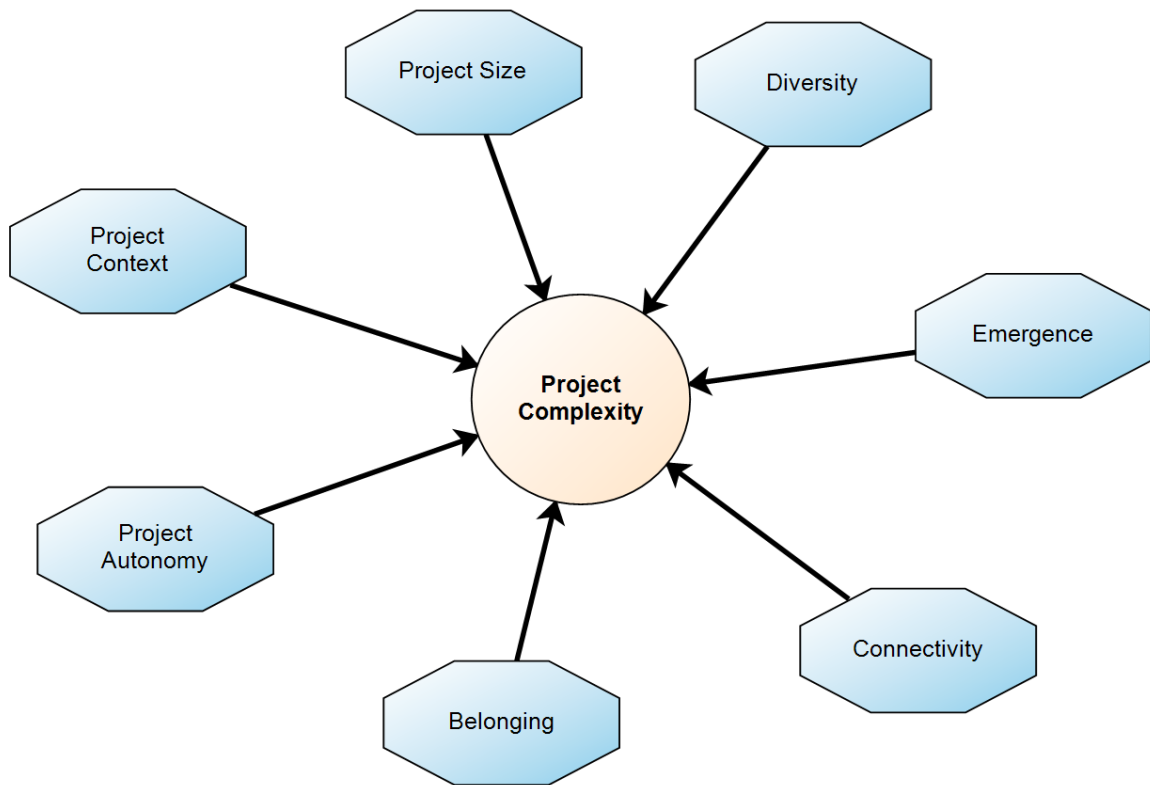 Project Size
Diversity
Project
Context
Emergence
Project
Complexity
Project
Autonomy
Connectivity
Belonging